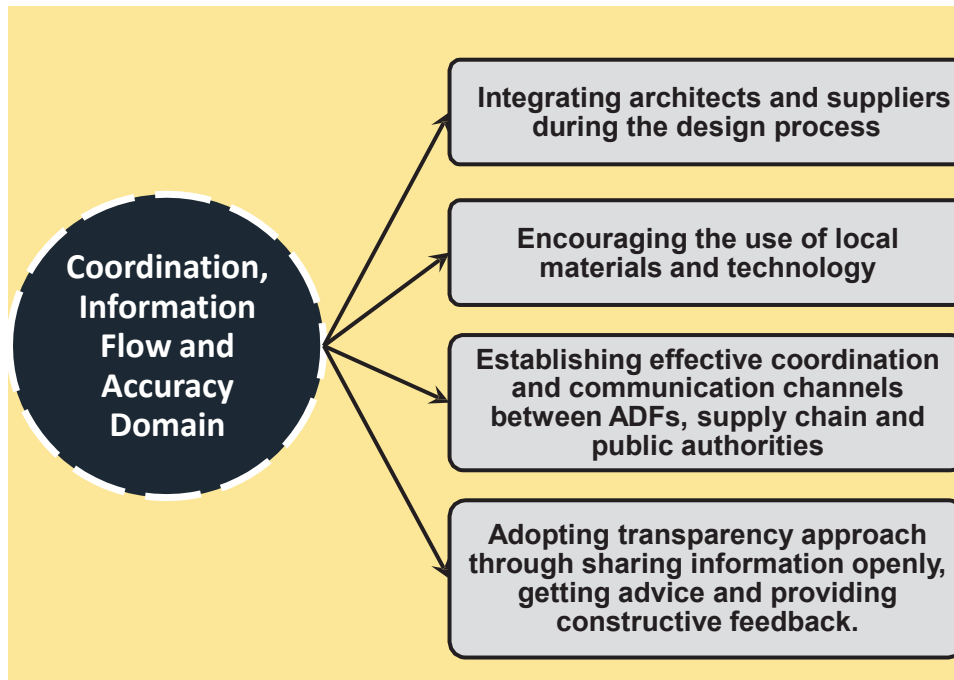 Coordination,
Information
Flow and
Accuracy
Domain
Integrating architects and suppliers
during the design process
Encouraging the use of local
materials and technology
Establishing effective coordination
and communication channels
between ADFs, supply chain and
public authorities
Adopting transparency approach
through sharing information openly,
getting advice and providing
constructive feedback.